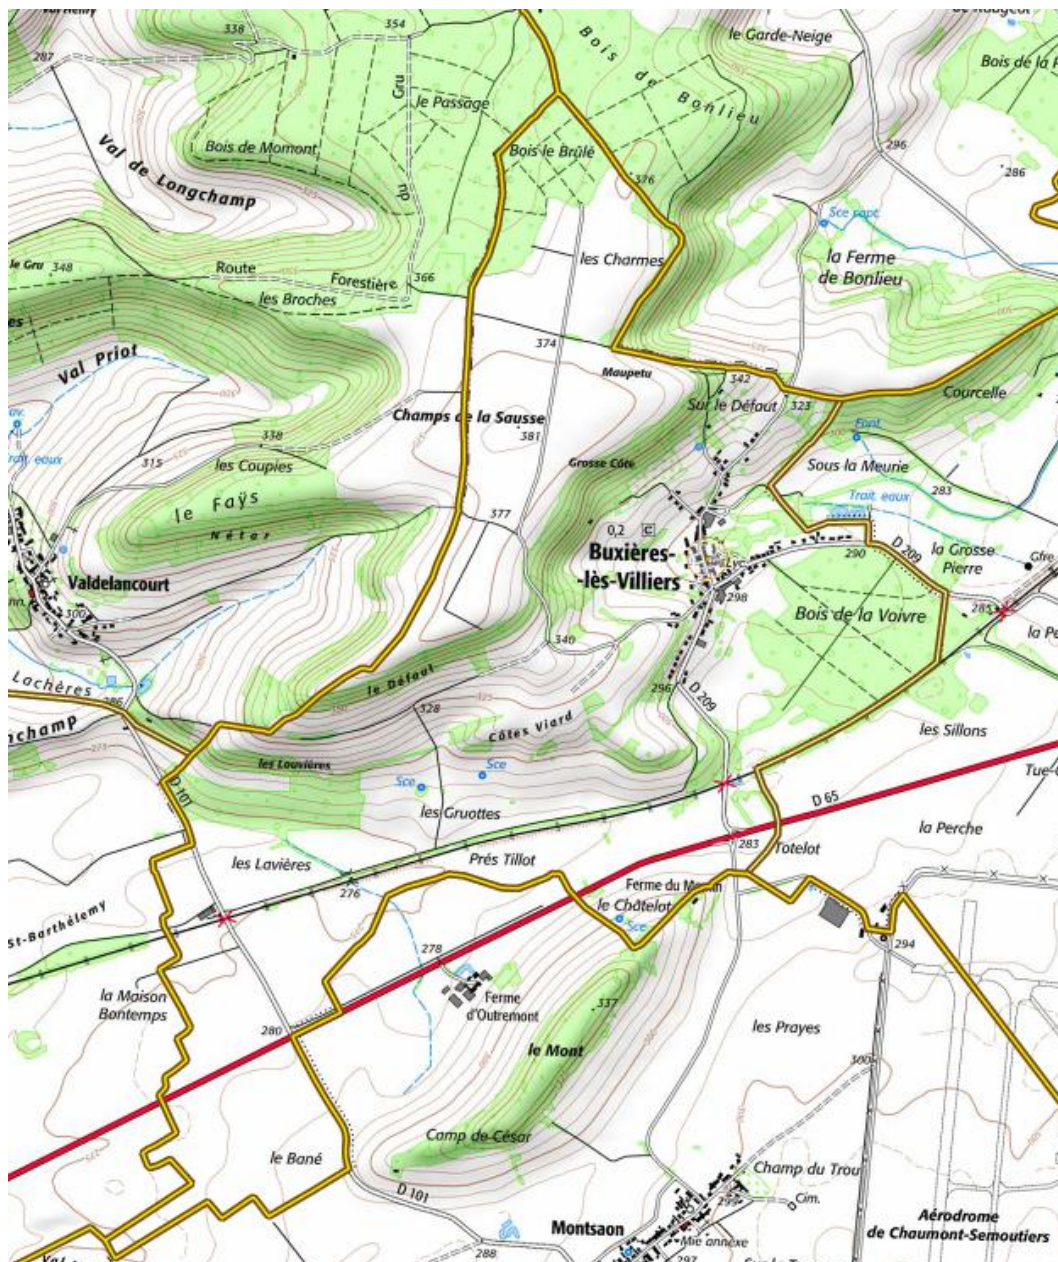 338
354
le Garde-Neige
287
Bois de Bonlieu
Gru
le Passage
Bois de Momont
Bois le Brûlé
296
286
Val de Longchamp
326
du
Sce capt.
le Gru
348
Route
Forestière
366
les Broches
les Charmes
la Ferme
de Bonlieu
374
Val Priot
Maupetu
342
Courcelle
Champs de la Sausse
Sur le Défaut
323
338
381
Font.
315
les Coupies
Grosse Côte
Sous la Meurie
283
le Faÿs
Trait. eaux
Nétar
377
0,2
C
D 209
Buxières-
-lès-Villiers
290
la Grosse
Pierre
Valdelancourt
298
285
300
Bois de la Voivre
340
Lachères
le Défaut
296
D 209
286
328
Côtes Viard
les Sillons
les Louvières
Sce
Sce
D 101
les Gruottes
D 65
la Perche
283
les Lavières
Prés Tillot
Totelot
276
Ferme du Moulin
le Châtelot
Sce
St-Barthélemy
278
294
la Maison
Bontemps
Ferme
d'Outremont
337
280
les Prayes
le Mont
300
Camp de César
le Bané
Champ du Trou
D 101
299
Cim.
Montsaon
Aérodrome
de Chaumont-Semoutiers
Mie annexe
288
297